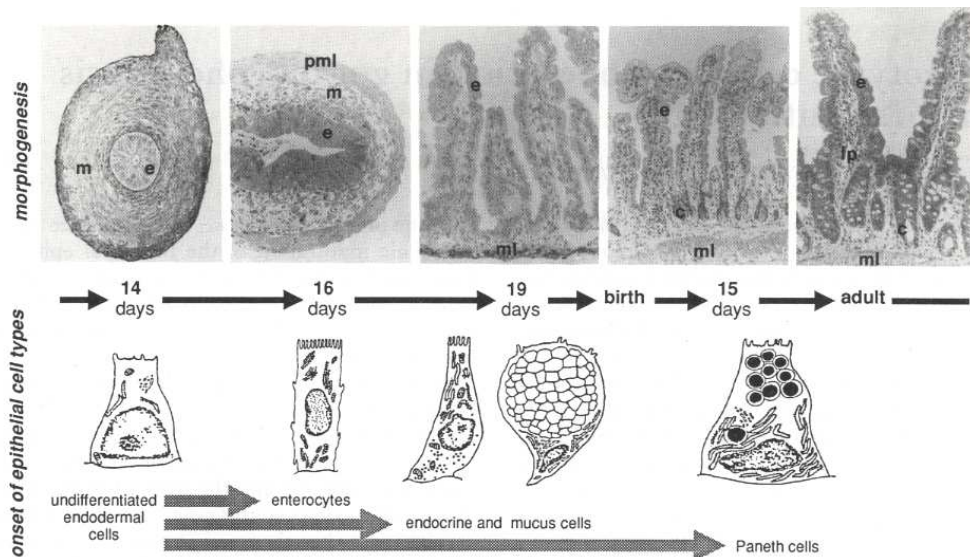 morphogenesis
m e
pml
m
e
e
ml
e
c
ml
e
lp
c
ml
14 days
16 days
19 days
birth
15 days
adult
onset of epithelial cell types
undifferentiated
endodermal
cells
enterocytes
endocrine and mucus cells
Paneth cells